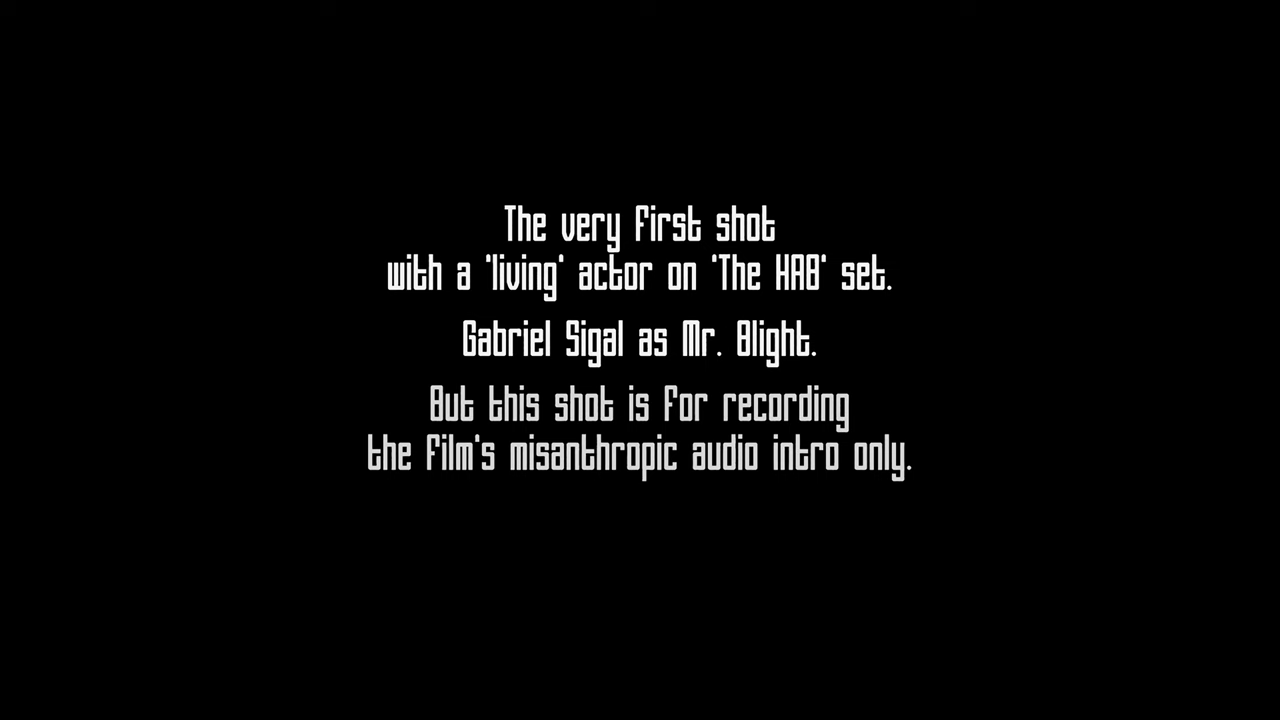 The very first shot
with a 'living' actor on 'The HAB' set.
Gabriel Sigal as Mr. Blight.
But this shot is for recording
the film's misanthropic audio intro only.